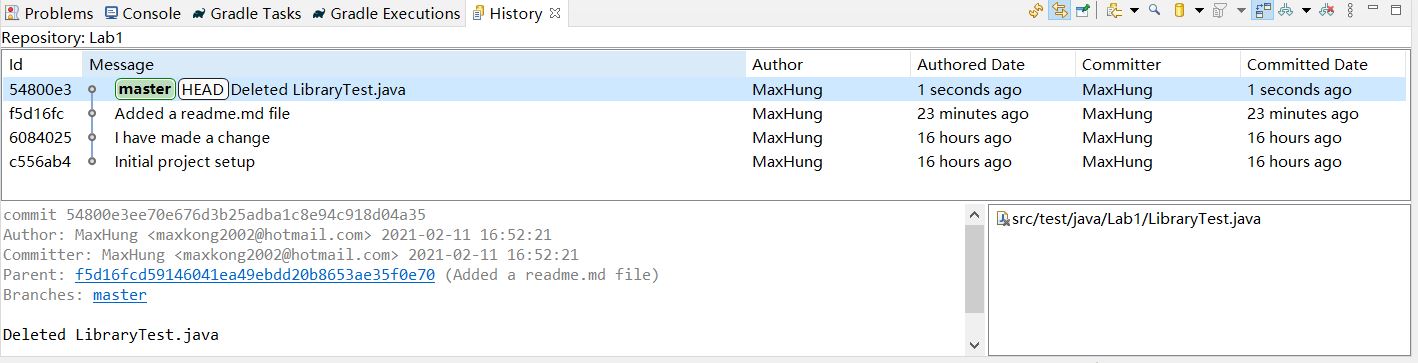 Problems Console Gradle Tasks Gradle Executions History
Repository: Lab1
Id Message Author Authored Date Committer Committed Date
54800e3 master HEAD Deleted LibraryTest.java MaxHung 1 seconds ago MaxHung 1 seconds ago
f5d16fc Added a readme.md file MaxHung 23 minutes ago MaxHung 23 minutes ago
6084025 I have made a change MaxHung 16 hours ago MaxHung 16 hours ago
c556ab4 Initial project setup MaxHung 16 hours ago MaxHung 16 hours ago
commit 54800e3ee70e676d3b25adba1c8e94c918d04a35
Author: MaxHung <maxkong2002@hotmail.com> 2021-02-11 16:52:21
Committer: MaxHung <maxkong2002@hotmail.com> 2021-02-11 16:52:21
Parent: f5d16fcd59146041ea49ebdd20b8653ae35f0e70 (Added a readme.md file)
Branches: master
Deleted LibraryTest.java
src/test/java/Lab1/LibraryTest.java